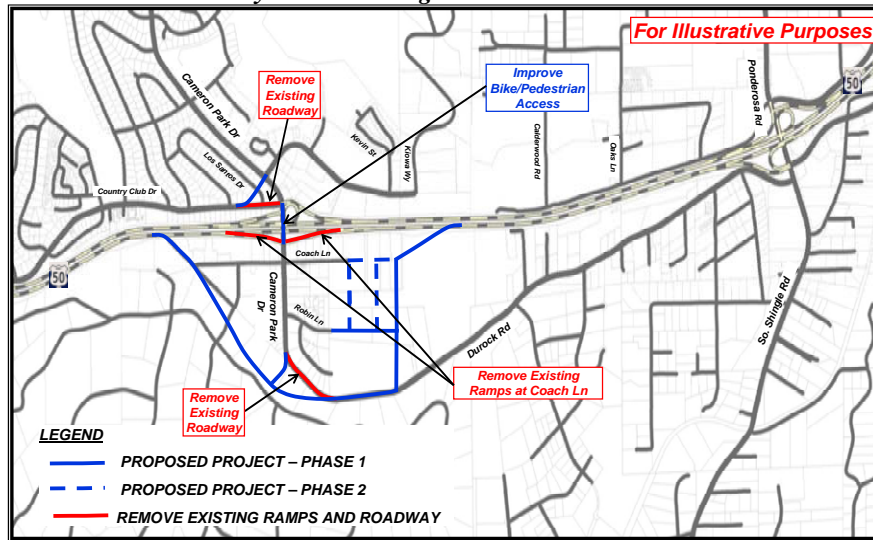 For Illustrative Purposes
Ponderosa Rd
50
Improve
Bike/Pedestrian
Access
Remove
Existing
Roadway
Cameron Park Dr
Los Santos Dr
Kevin St
Kiowa Wy
Calderwood Rd
Oaks Ln
Country Club Dr
50
Coach Ln
Cameron Park
Dr
Robin Ln
Durock Rd
So. Shingle Rd
Remove Existing
Ramps at Coach Ln
Remove
Existing
Roadway
LEGEND
PROPOSED PROJECT – PHASE 1
PROPOSED PROJECT – PHASE 2
REMOVE EXISTING RAMPS AND ROADWAY